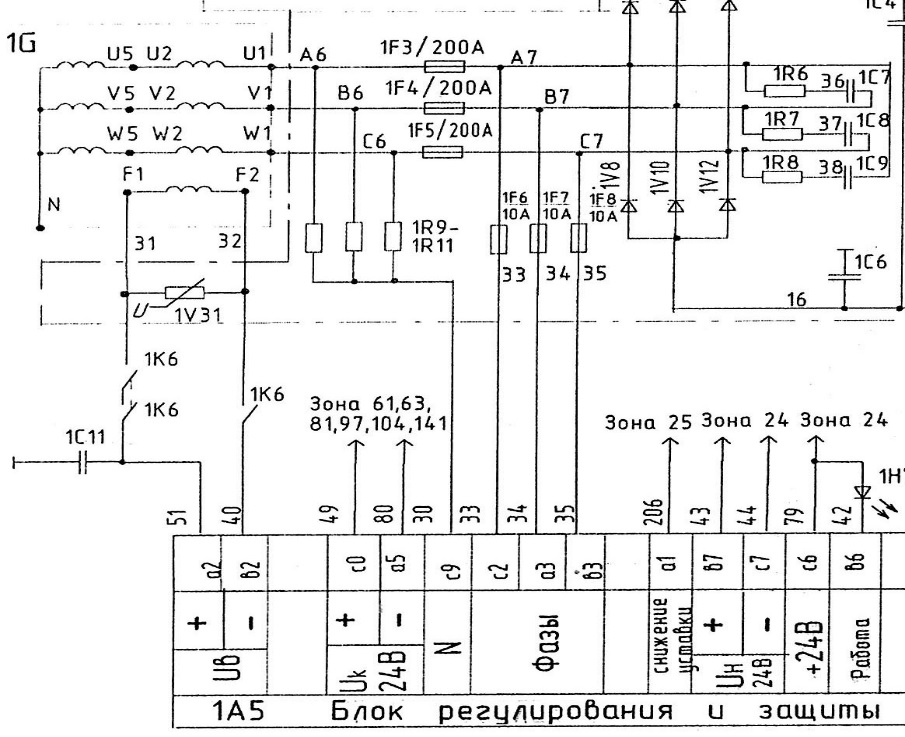 1C4
1G
U5 U2 U1 A6 1F3/200A A7
V5 V2 V1 B6 1F4/200A B7
W5 W2 W1 C6 1F5/200A C7
1R6 36 1C7
1R7 37 1C8
1R8 38 1C9
F1 F2
N
31 32
1R9-
1R11
1F6 1F7 1F8
10A 10A 10A
1V8 1V10 1V12
33 34 35
1C6
16
U 1V31
1K6
1K6 1K6
1C11
Зона 61,63,
81,97,104,141
Зона 25 Зона 24 Зона 24
1H
51 40 49 80 30 33 34 35 206 43 44 79 42
a2 в2 c0 a5 c9 c2 a3 в3 a1 в7 c7 c6 в6
+ - + - N Фазы снижение уставки + - +24В Работа
Uв Uк 24В Uн 24В
1A5 Блок регулирования и защиты